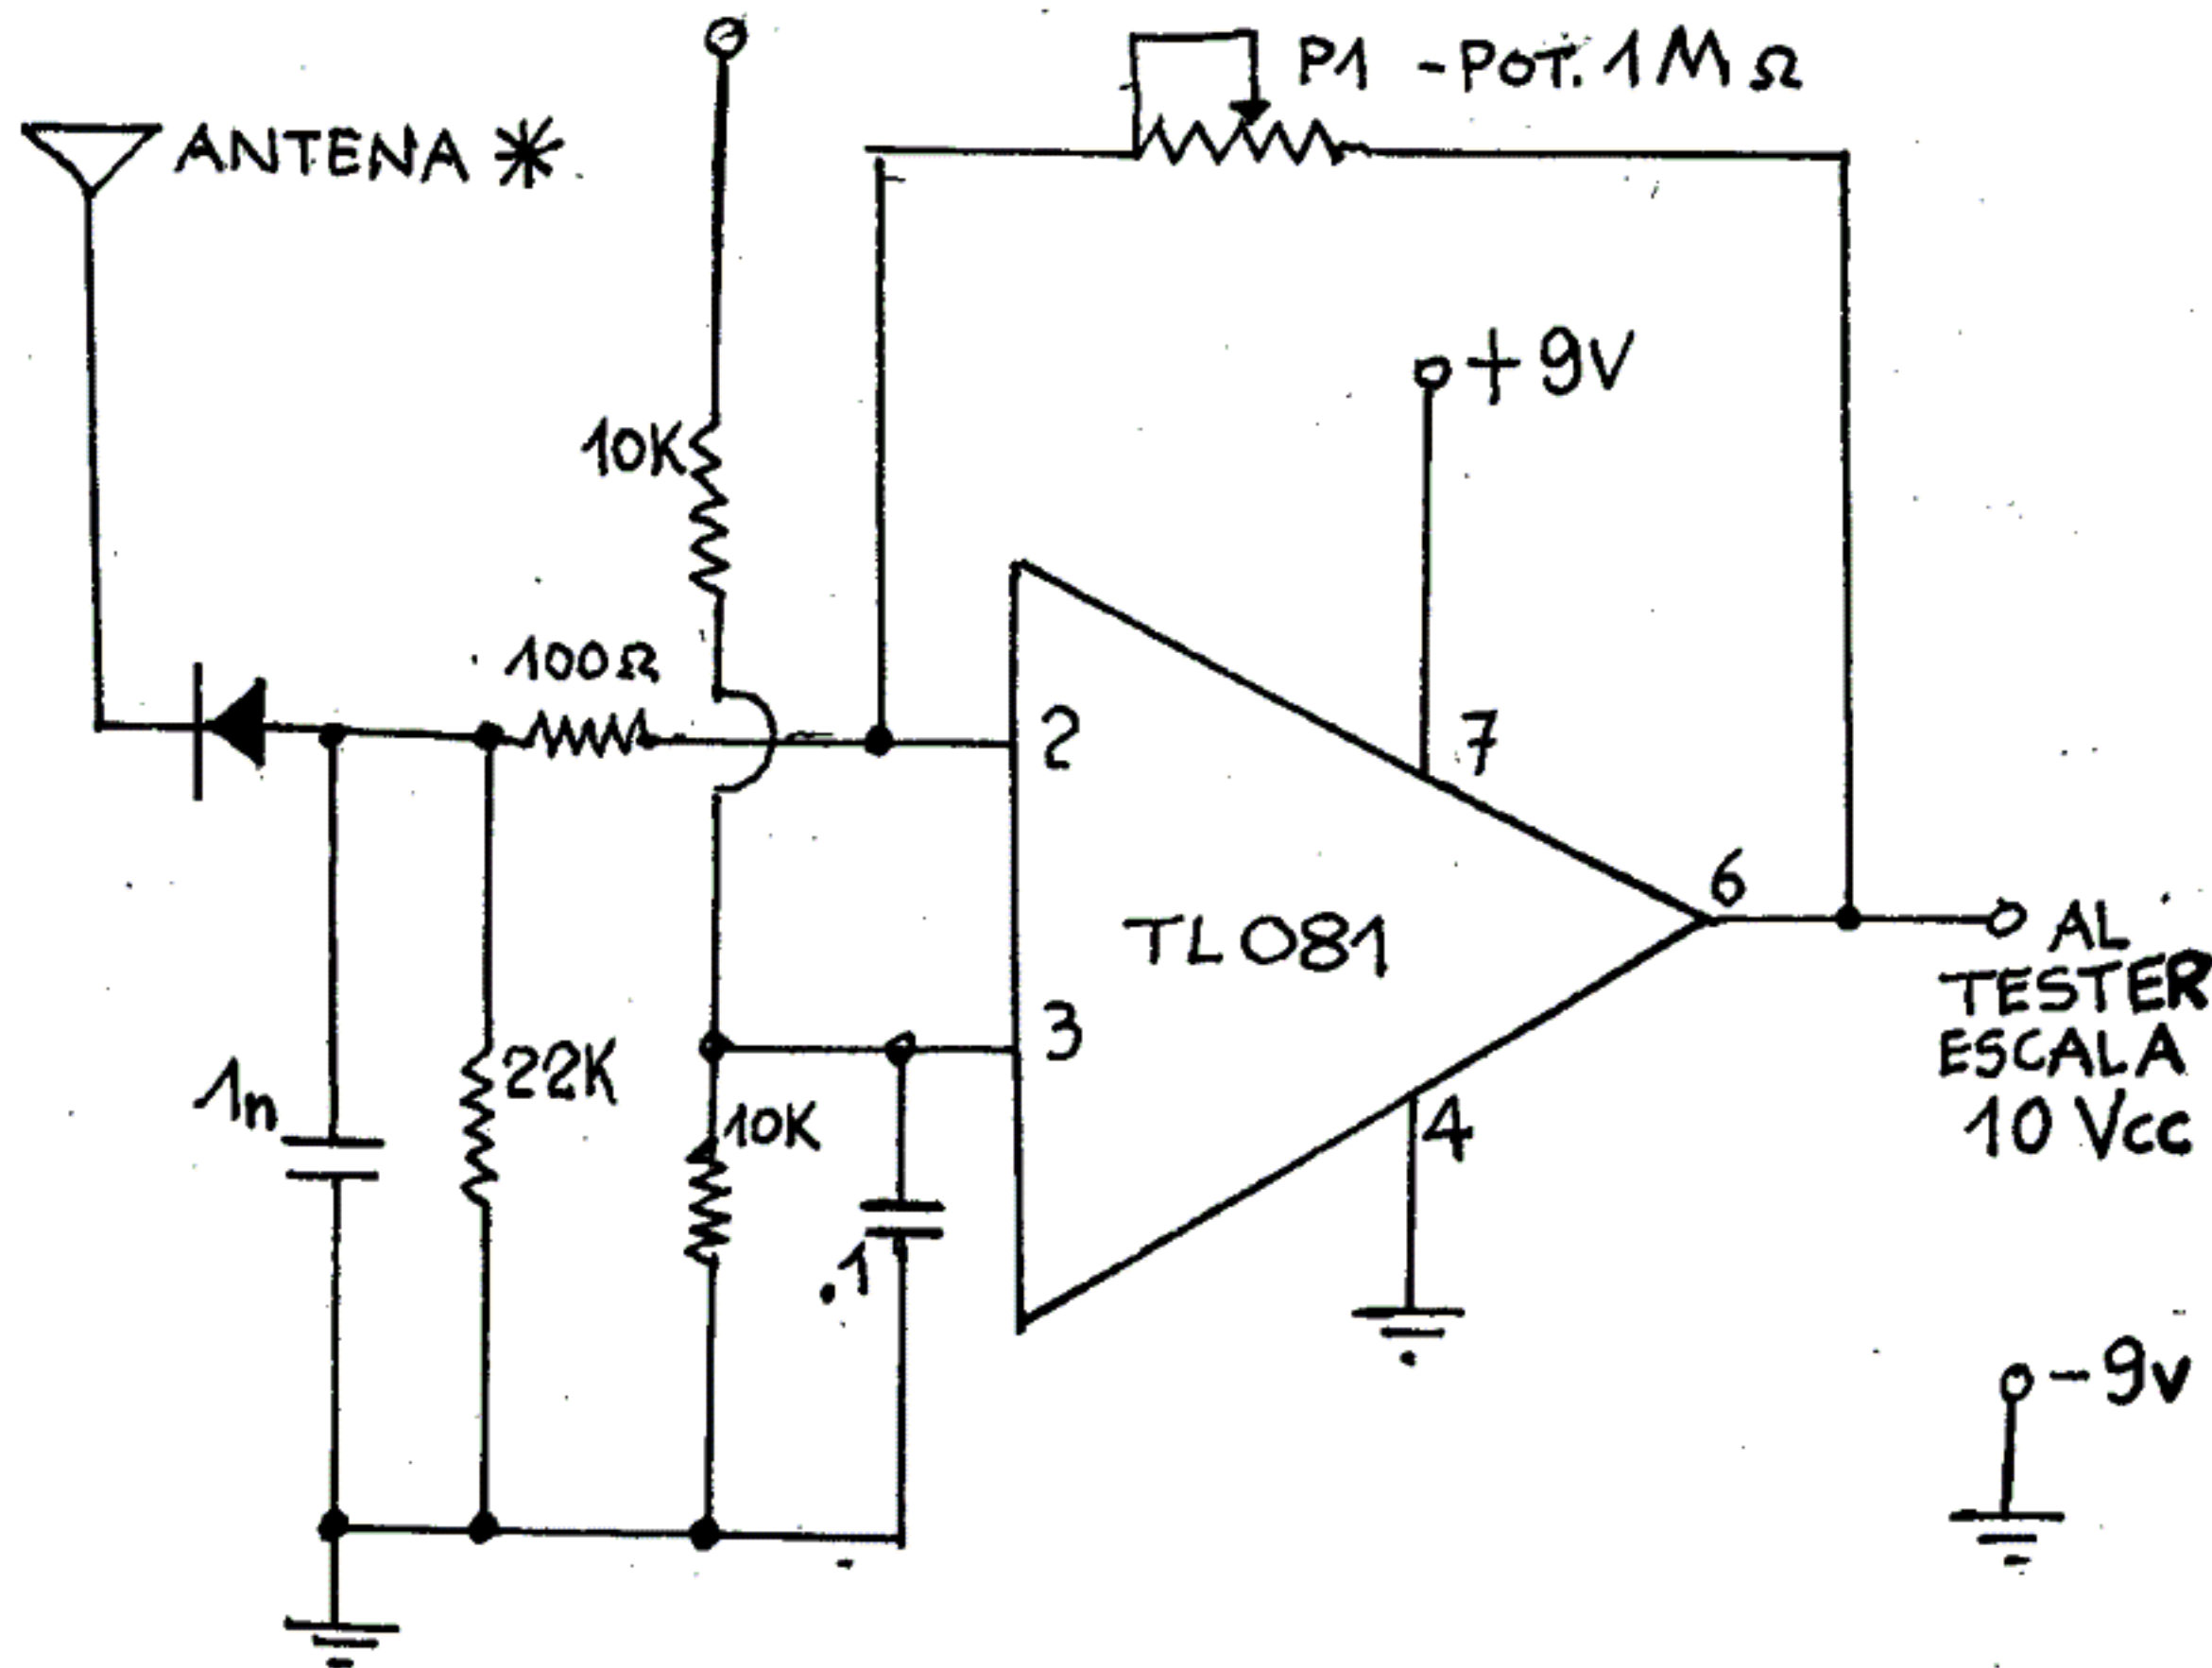 P1 -POT. 1MΩ
ANTENA *
+9V
10K
100Ω
2
7
6
TL081
AL
TESTER
ESCALA
10 Vcc
3
22K
1n
10K
4
.1
-9v